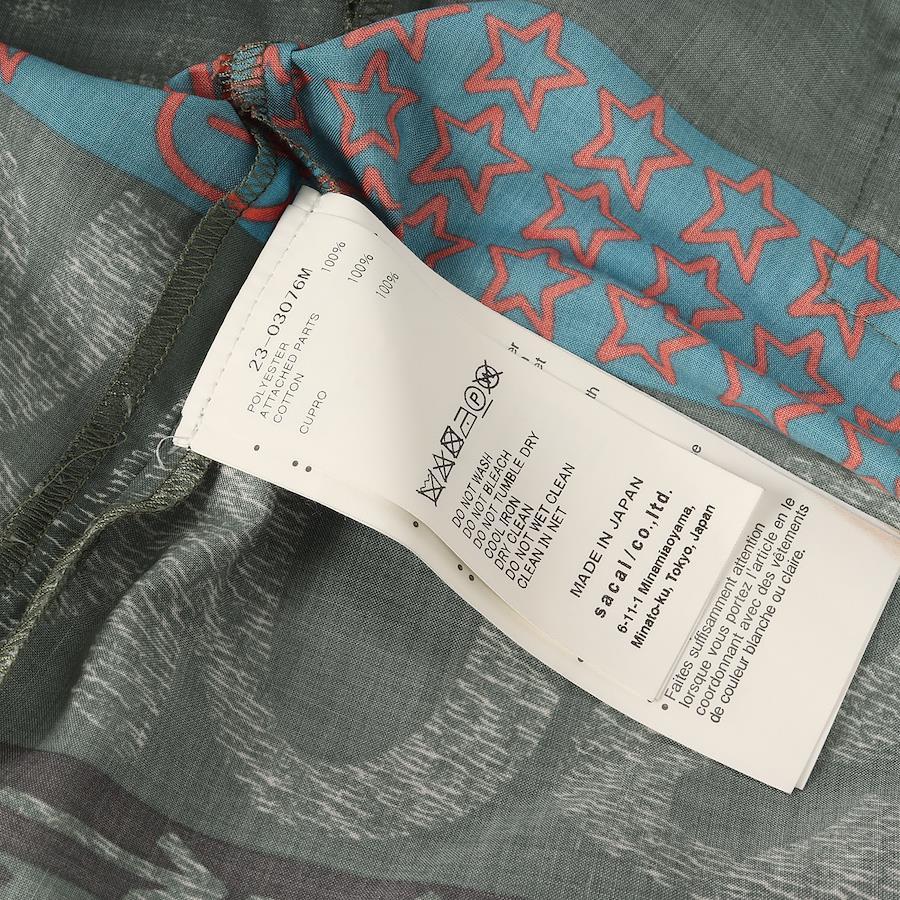 23-03076M
POLYESTER 100%
ATTACHED PARTS
COTTON 100%
CUPRO 100%
DO NOT WASH
DO NOT BLEACH
DO NOT TUMBLE DRY
COOL IRON
DRY CLEAN
DO NOT WET CLEAN
CLEAN IN NET
MADE IN JAPAN
sacai/co.,ltd.
6-11-1 Minamiaoyama,
Minato-ku, Tokyo, Japan
• Faites suffisamment attention
lorsque vous portez l'article en le
coordonnant avec des vêtements
de couleur blanche ou claire.